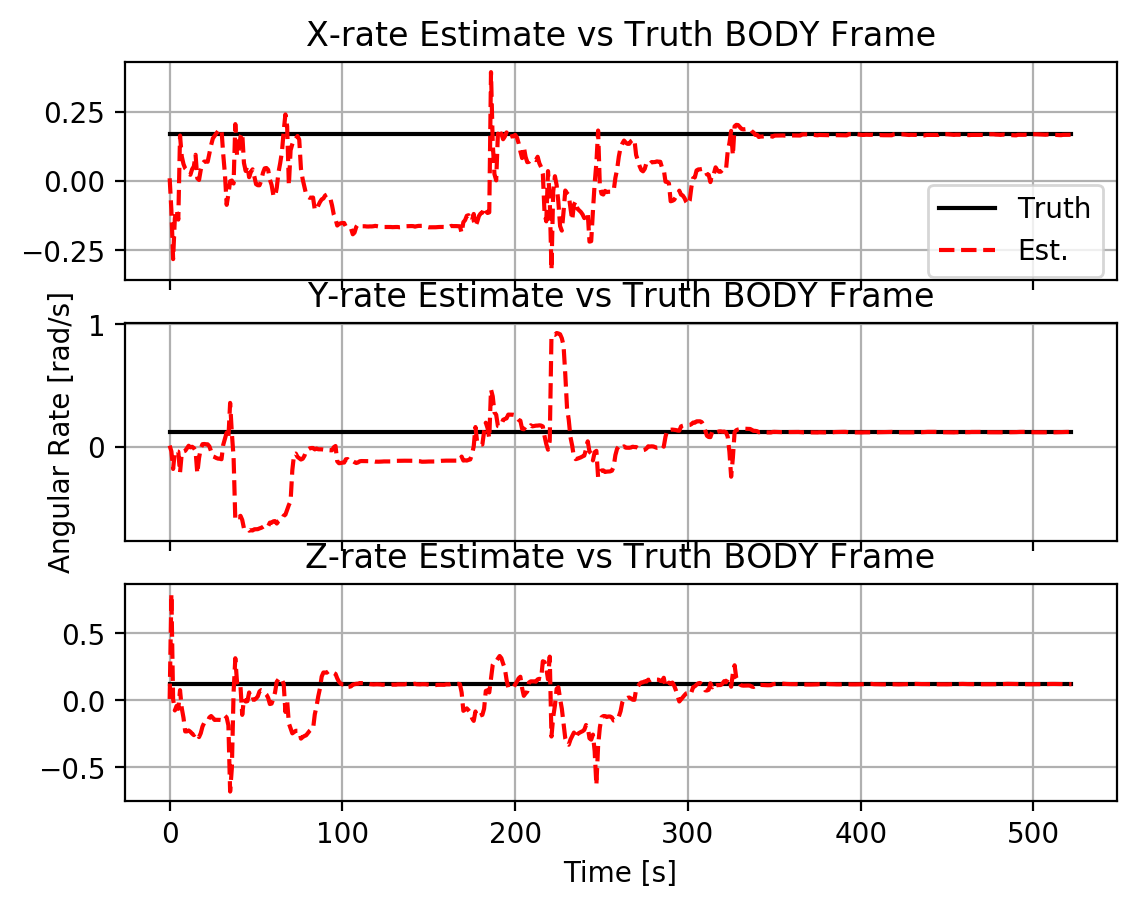 X-rate Estimate vs Truth BODY Frame
0.25
0.00
−0.25
Truth
Est.
Y-rate Estimate vs Truth BODY Frame
Angular Rate [rad/s]
1
0
Z-rate Estimate vs Truth BODY Frame
0.5
0.0
−0.5
0 100 200 300 400 500
Time [s]